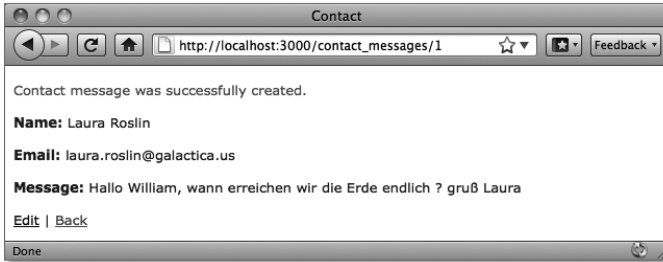 Contact
http://localhost:3000/contact_messages/1
Feedback
Contact message was successfully created.
Name: Laura Roslin
Email: laura.roslin@galactica.us
Message: Hallo William, wann erreichen wir die Erde endlich ? gruß Laura
Edit | Back
Done